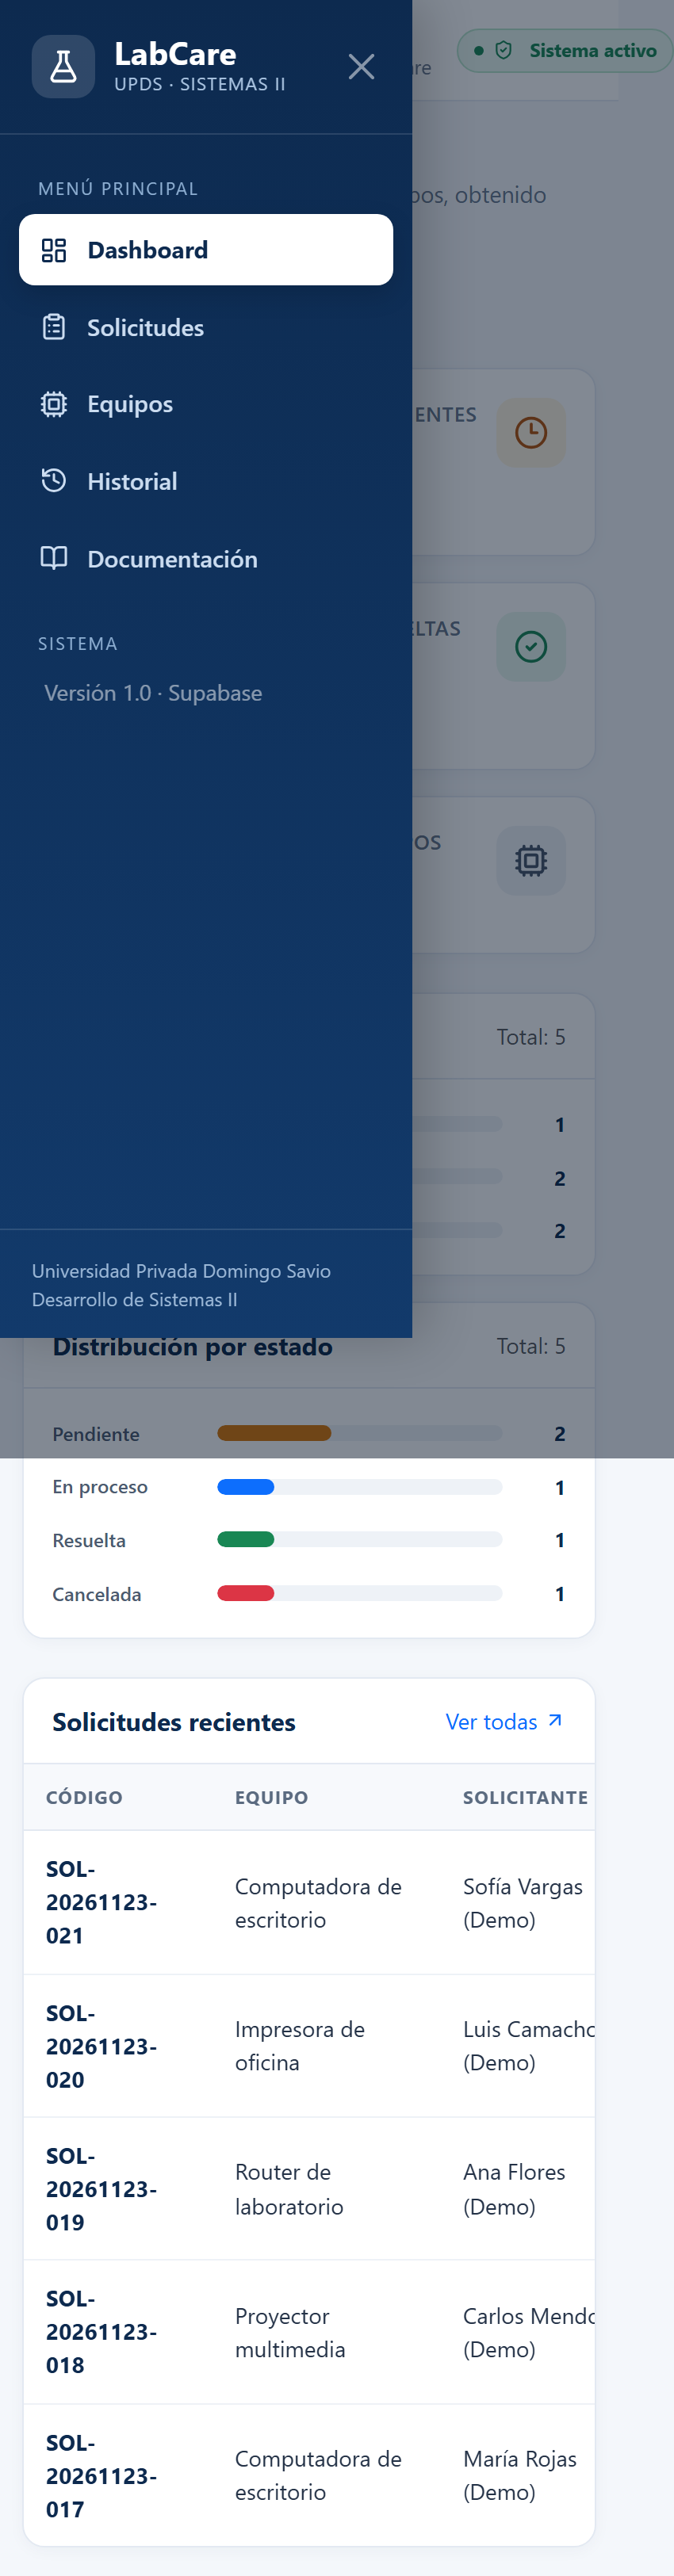 LabCare
UPDS · SISTEMAS II
Sistema activo
MENÚ PRINCIPAL
Dashboard
Solicitudes
Equipos
Historial
Documentación
SISTEMA
Versión 1.0 · Supabase
Universidad Privada Domingo Savio
Desarrollo de Sistemas II
obtenido
Total: 5
1
2
2
Distribución por estado
Total: 5
Pendiente 2
En proceso 1
Resuelta 1
Cancelada 1
Solicitudes recientes
Ver todas
CÓDIGO EQUIPO SOLICITANTE
SOL-
20261123-
021
Computadora de
escritorio
Sofía Vargas
(Demo)
SOL-
20261123-
020
Impresora de
oficina
Luis Camacho
(Demo)
SOL-
20261123-
019
Router de
laboratorio
Ana Flores
(Demo)
SOL-
20261123-
018
Proyector
multimedia
Carlos
(Demo)
SOL-
20261123-
017
Computadora de
escritorio
María Rojas
(Demo)